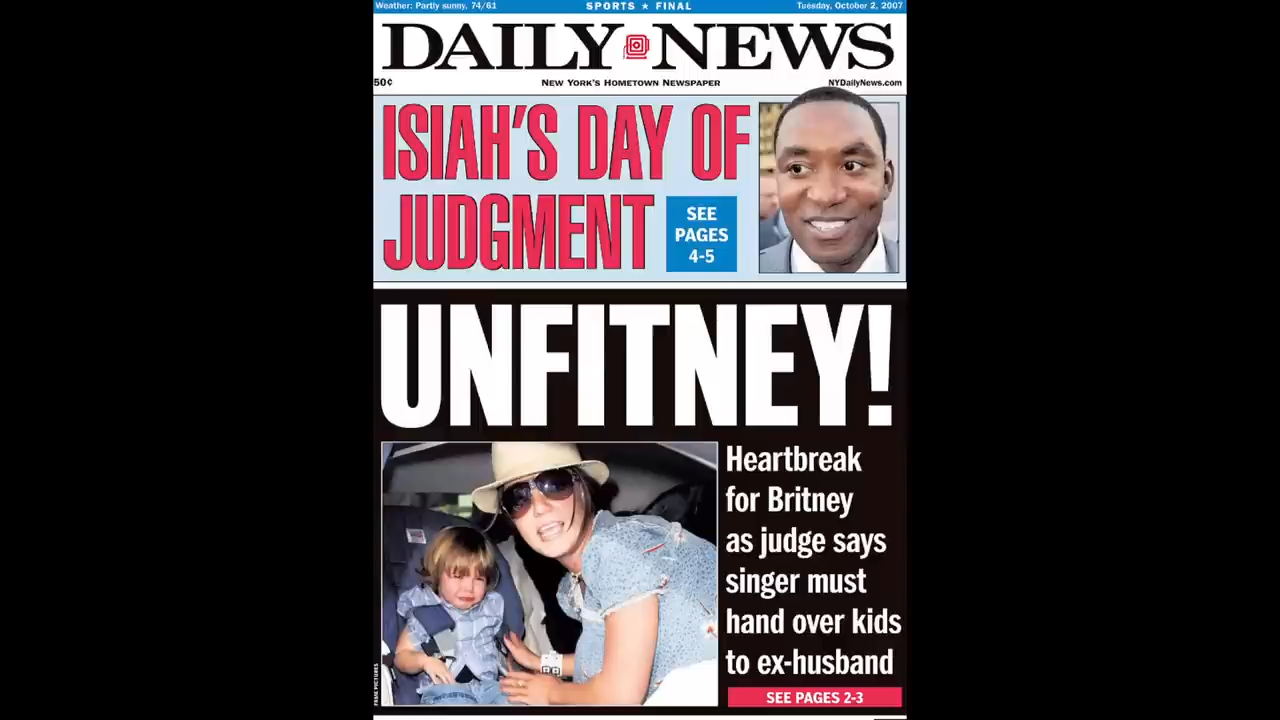 Weather: Partly sunny, 74/61
SPORTS ★ FINAL
Tuesday, October 2, 2007
DAILY NEWS
50¢
NEW YORK'S HOMETOWN NEWSPAPER
NYDailyNews.com
ISIAH'S DAY OF
JUDGMENT
SEE
PAGES
4-5
UNFITNEY!
Heartbreak
for Britney
as judge says
singer must
hand over kids
to ex-husband
SEE PAGES 2-3
FAME PICTURES